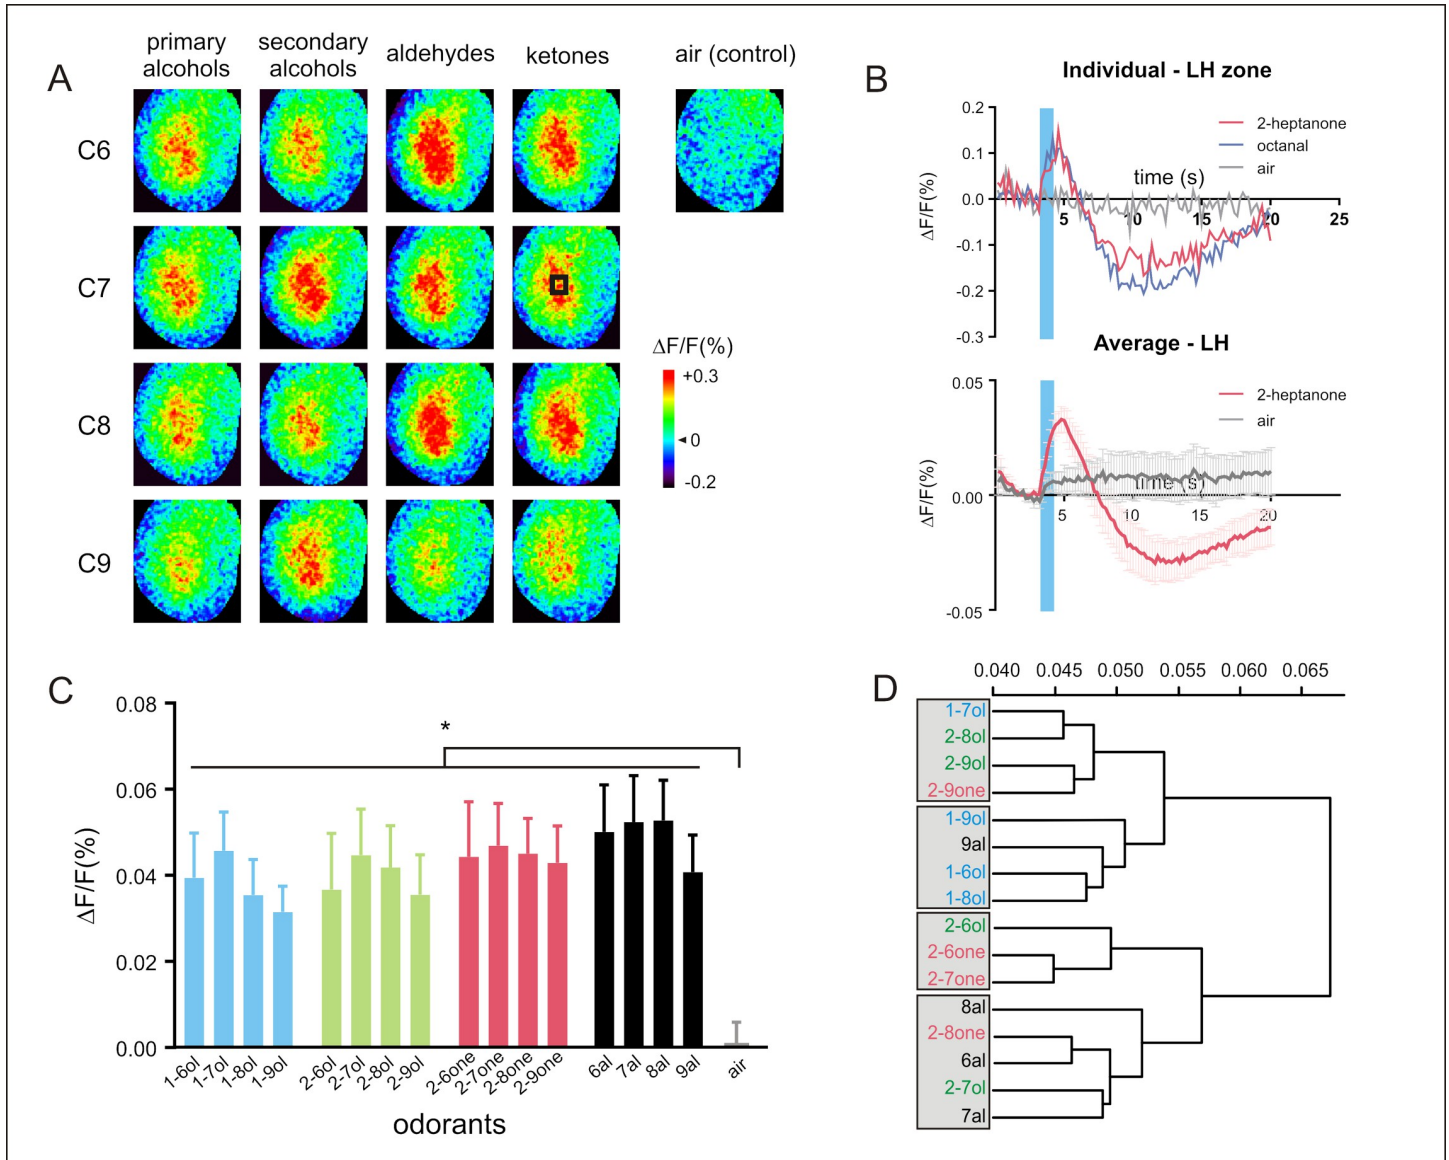 A
primary
alcohols
secondary
alcohols
aldehydes
ketones
air (control)
C6
C7
C8
C9
ΔF/F(%)
+0.3
0
-0.2
B
Individual - LH zone
0.2
0.1
0.0
-0.1
-0.2
-0.3
ΔF/F(%)
2-heptanone
octanal
air
time (s)
5
10
15
20
25
Average - LH
0.05
0.00
-0.05
ΔF/F(%)
2-heptanone
air
time (s)
5
10
15
20
C
0.08
0.06
0.04
0.02
0.00
ΔF/F(%)
*
1-6ol
1-7ol
1-8ol
1-9ol
2-6ol
2-7ol
2-8ol
2-9ol
2-6one
2-7one
2-8one
2-9one
6al
7al
8al
9al
air
odorants
D
0.040 0.045 0.050 0.055 0.060 0.065
1-7ol
2-8ol
2-9ol
2-9one
1-9ol
9al
1-6ol
1-8ol
2-6ol
2-6one
2-7one
8al
2-8one
6al
2-7ol
7al